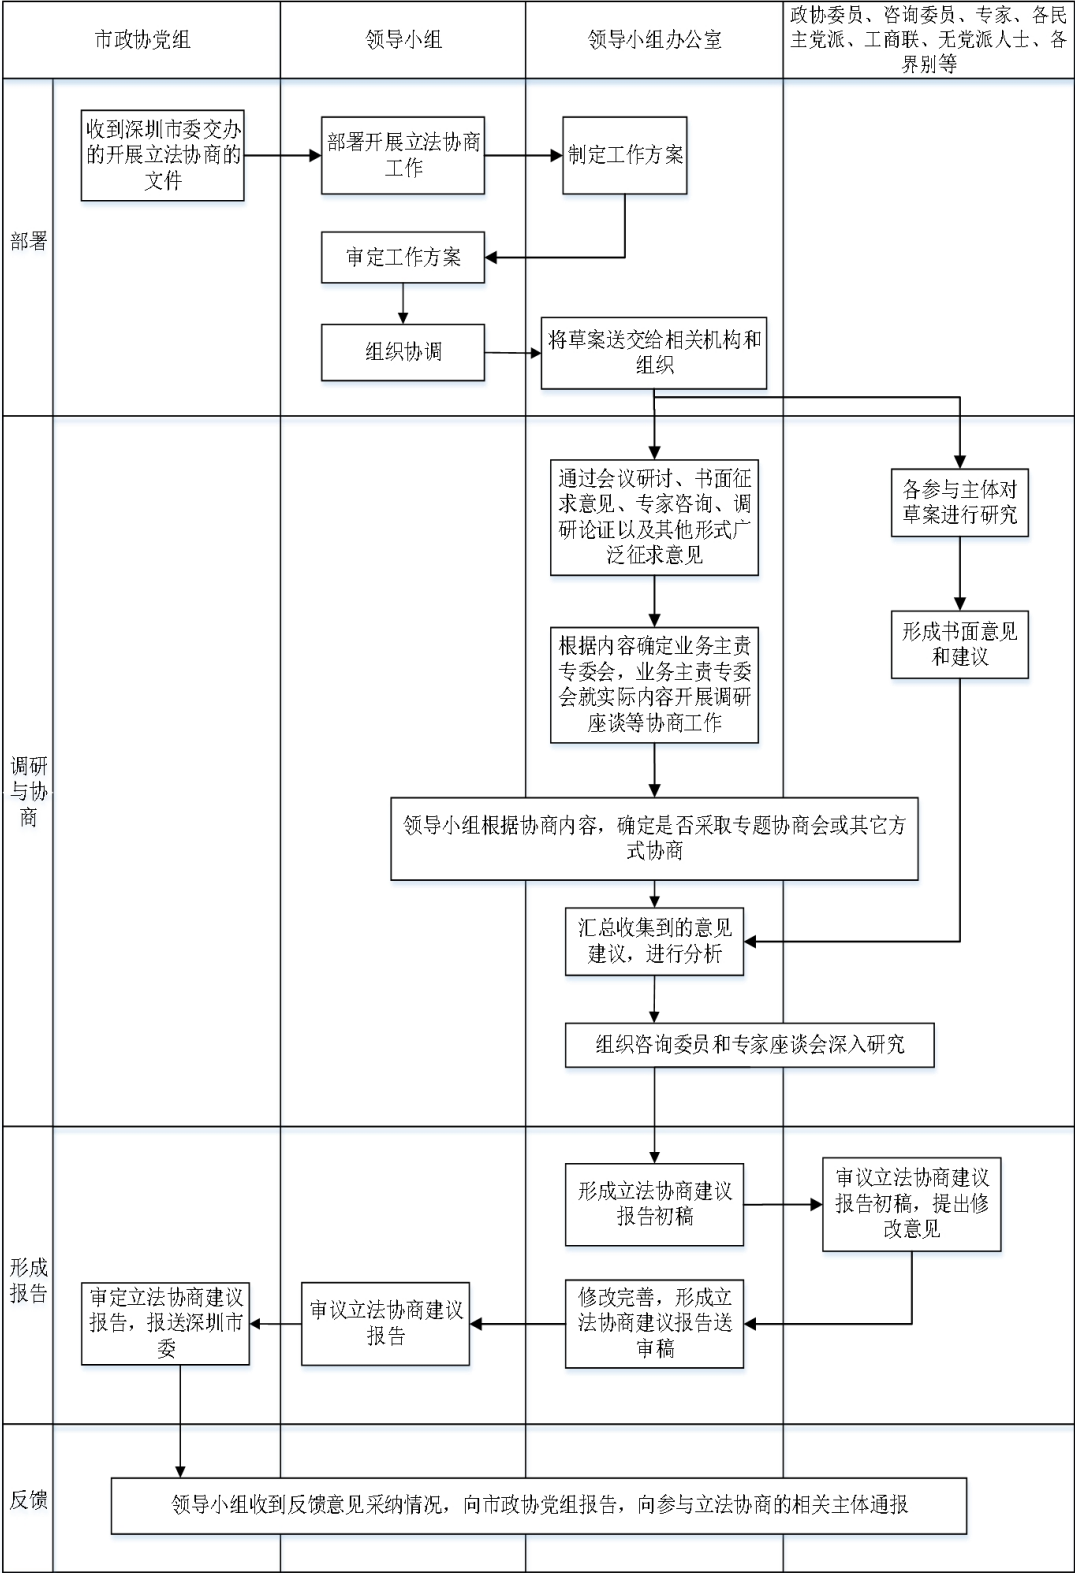 市政协党组
领导小组
领导小组办公室
政协委员、咨询委员、专家、各民
主党派、工商联、无党派人士、各
界别等
部署
收到深圳市委交办
的开展立法协商的
文件
部署开展立法协商
工作
制定工作方案
审定工作方案
组织协调
将草案送交给相关机构和
组织
调研
与协
商
通过会议研讨、书面征
求意见、专家咨询、调
研论证以及其他形式广
泛征求意见
各参与主体对
草案进行研究
根据内容确定业务主责
专委会，业务主责专委
会就实际内容开展调研
座谈等协商工作
形成书面意见
和建议
领导小组根据协商内容，确定是否采取专题协商会或其它方
式协商
汇总收集到的意见
建议，进行分析
组织咨询委员和专家座谈会深入研究
形成
报告
形成立法协商建议
报告初稿
审议立法协商建议
报告初稿，提出修
改意见
修改完善，形成立
法协商建议报告送
审稿
审议立法协商建议
报告
审定立法协商建议
报告，报送深圳市
委
反馈
领导小组收到反馈意见采纳情况，向市政协党组报告，向参与立法协商的相关主体通报